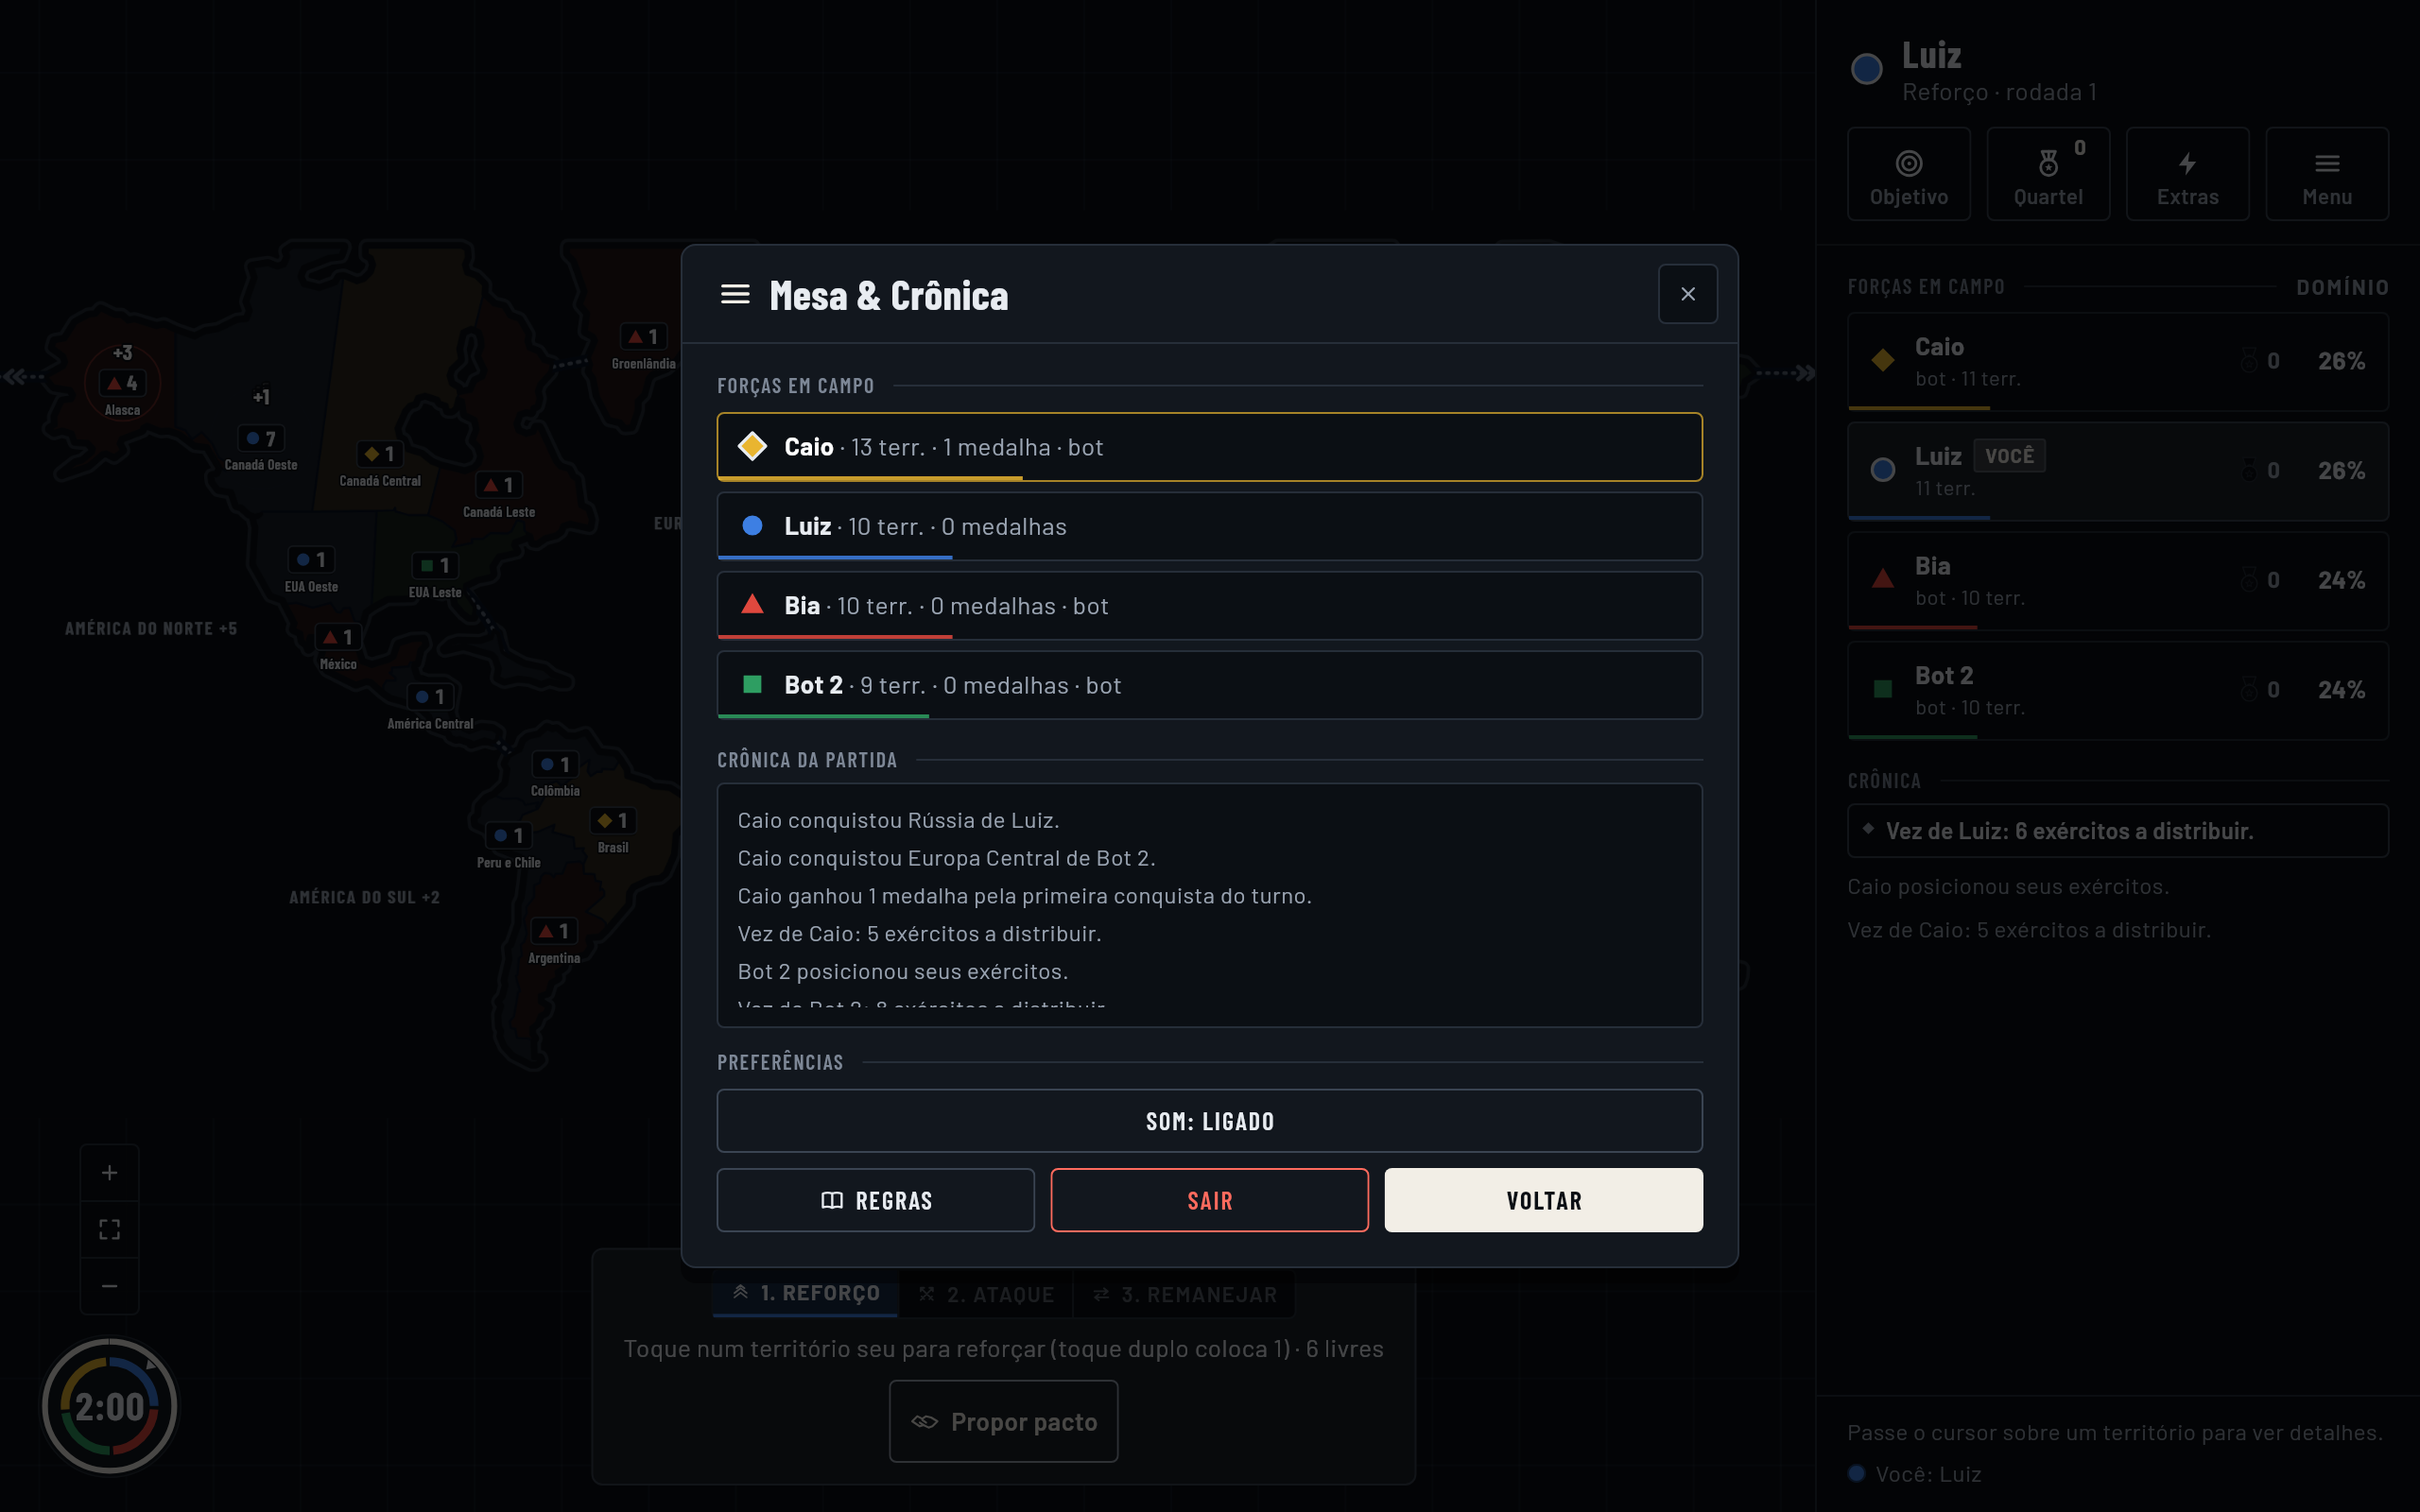 Luiz
Reforço · rodada 1
Objetivo
0
Quartel
Extras
Menu
FORÇAS EM CAMPO
DOMÍNIO
Caio
bot · 11 terr.
0
26%
Luiz
VOCÊ
11 terr.
0
26%
Bia
bot · 10 terr.
0
24%
Bot 2
bot · 10 terr.
0
24%
CRÔNICA
Vez de Luiz: 6 exércitos a distribuir.
Caio posicionou seus exércitos.
Vez de Caio: 5 exércitos a distribuir.
Passe o cursor sobre um território para ver detalhes.
Você: Luiz
Mesa & Crônica
FORÇAS EM CAMPO
Caio · 13 terr. · 1 medalha · bot
Luiz · 10 terr. · 0 medalhas
Bia · 10 terr. · 0 medalhas · bot
Bot 2 · 9 terr. · 0 medalhas · bot
CRÔNICA DA PARTIDA
Caio conquistou Rússia de Luiz.
Caio conquistou Europa Central de Bot 2.
Caio ganhou 1 medalha pela primeira conquista do turno.
Vez de Caio: 5 exércitos a distribuir.
Bot 2 posicionou seus exércitos.
PREFERÊNCIAS
SOM: LIGADO
REGRAS
SAIR
VOLTAR
+3
4
Alasca
+1
7
Canadá Oeste
1
Canadá Central
1
Canadá Leste
1
Groenlândia
EUR
1
EUA Oeste
1
EUA Leste
AMÉRICA DO NORTE +5
1
México
1
América Central
1
Colômbia
1
Peru e Chile
1
Brasil
AMÉRICA DO SUL +2
1
Argentina
2:00
1. REFORÇO
2. ATAQUE
3. REMANEJAR
Toque num território seu para reforçar (toque duplo coloca 1) · 6 livres
Propor pacto